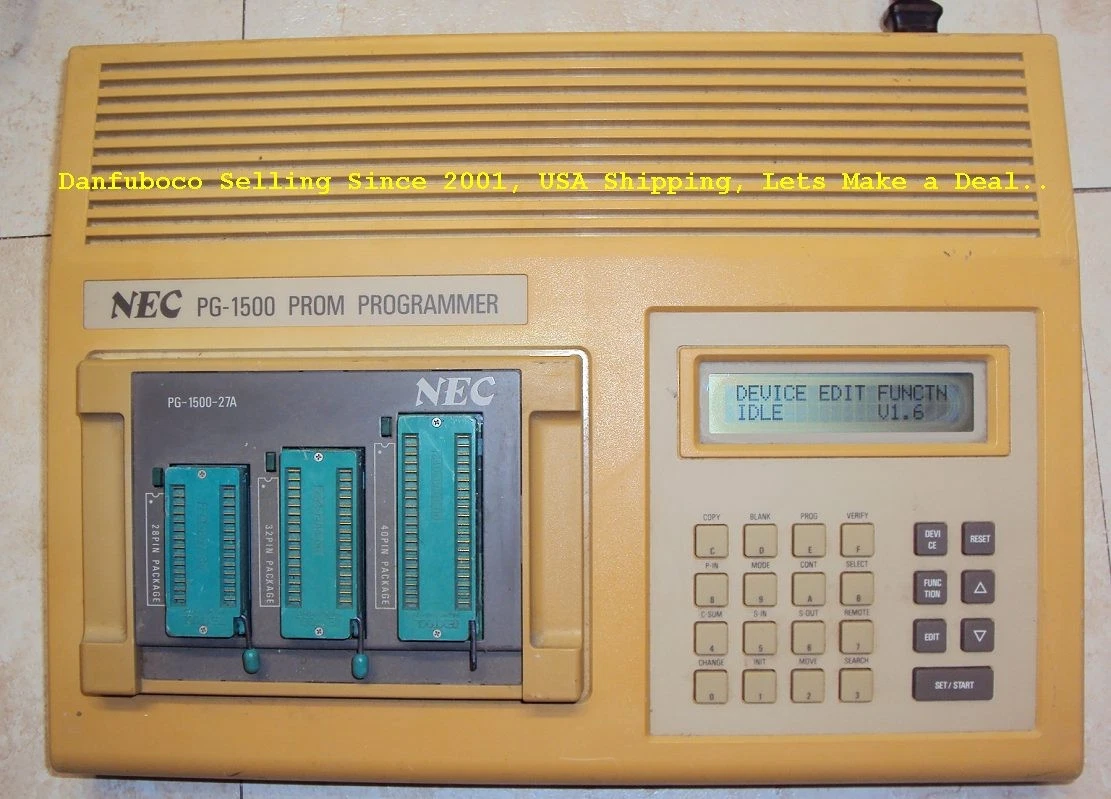 Danfuboco Selling Since 2001, USA Shipping, Lets Make a Deal..
NEC PG-1500 PROM PROGRAMMER
PG-1500-27A
NEC
28PIN PACKAGE
32PIN PACKAGE
40PIN PACKAGE
DEVICE EDIT FUNCTN
IDLE V1.6
COPY BLANK PROG VERIFY
C D E F
DEVI
CE
RESET
P-IN MODE CONT SELECT
8 9 A B
FUNC
TION
C-SUM S-IN S-OUT REMOTE
4 5 6 7
EDIT
CHANGE INIT MOVE SEARCH
0 1 2 3
SET/START